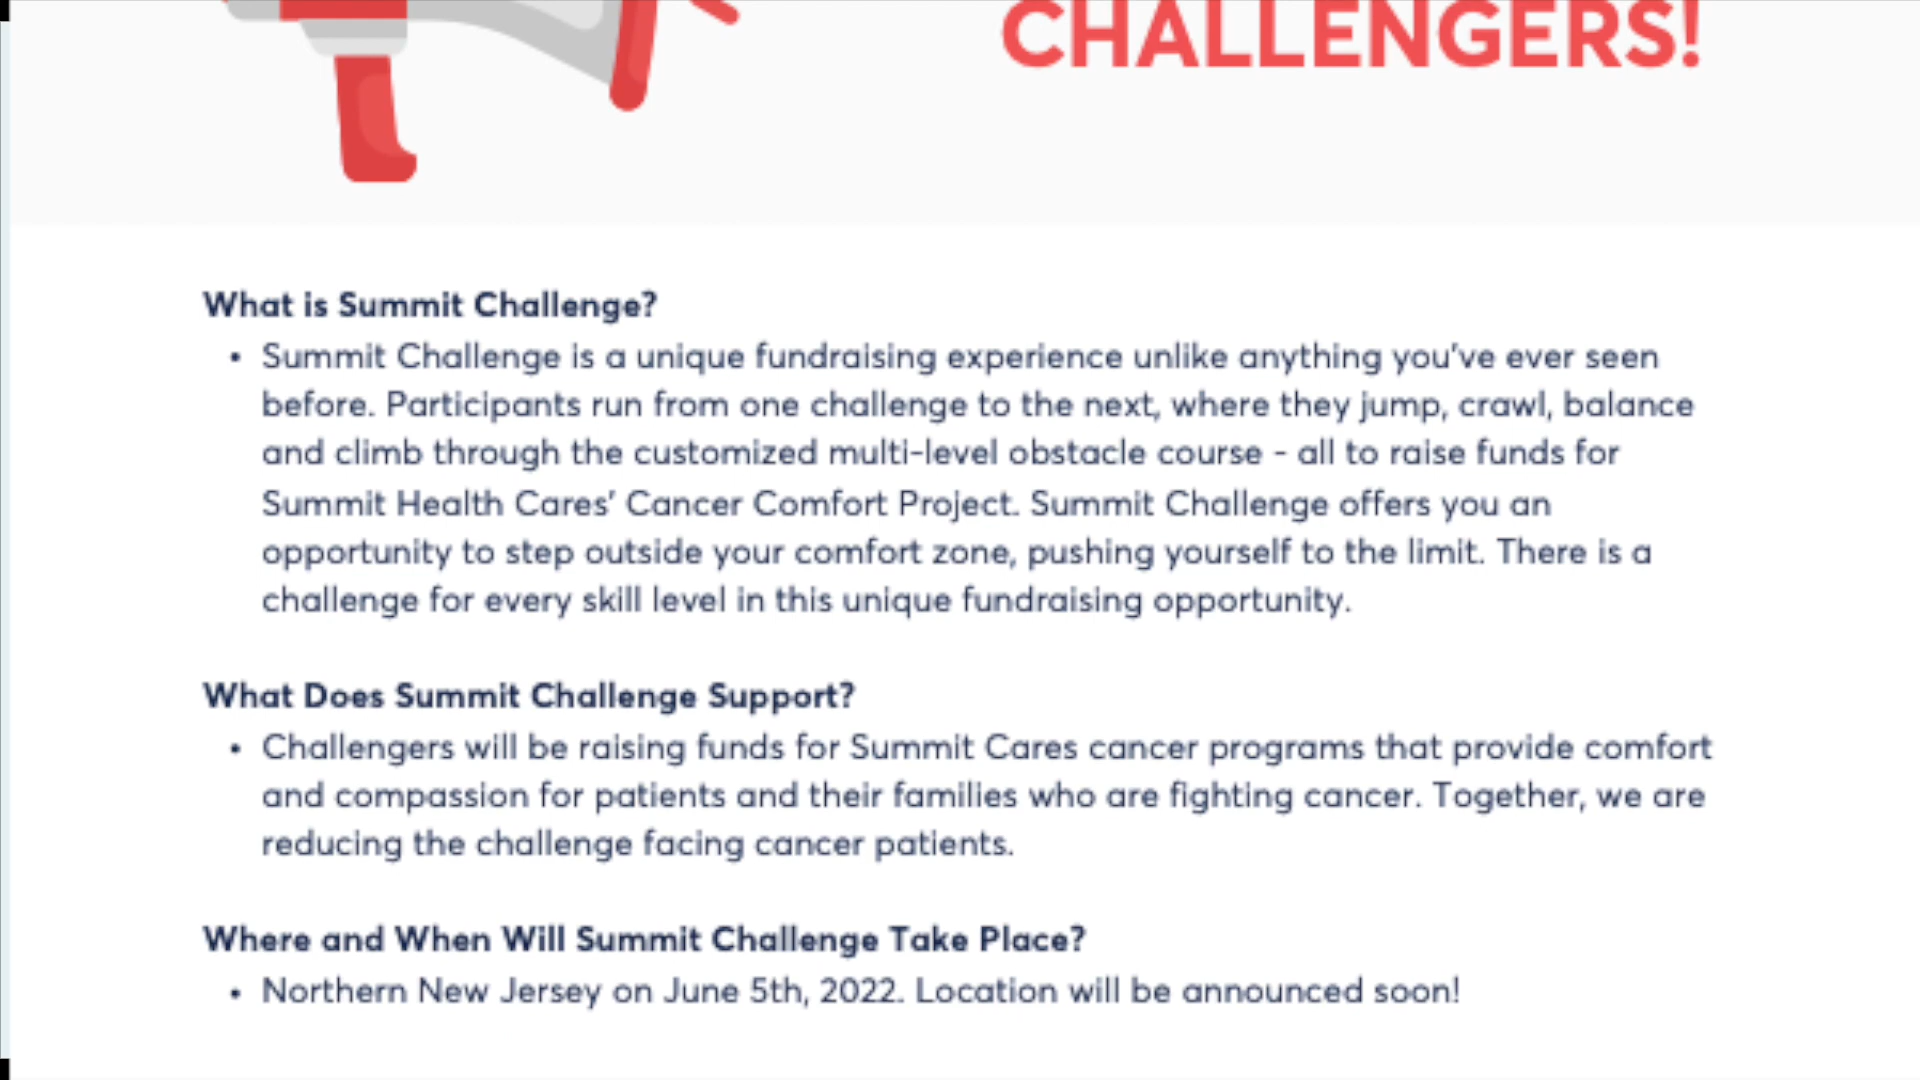 CHALLENGERS!
What is Summit Challenge?
• Summit Challenge is a unique fundraising experience unlike anything you've ever seen
before. Participants run from one challenge to the next, where they jump, crawl, balance
and climb through the customized multi-level obstacle course - all to raise funds for
Summit Health Cares' Cancer Comfort Project. Summit Challenge offers you an
opportunity to step outside your comfort zone, pushing yourself to the limit. There is a
challenge for every skill level in this unique fundraising opportunity.
What Does Summit Challenge Support?
• Challengers will be raising funds for Summit Cares cancer programs that provide comfort
and compassion for patients and their families who are fighting cancer. Together, we are
reducing the challenge facing cancer patients.
Where and When Will Summit Challenge Take Place?
• Northern New Jersey on June 5th, 2022. Location will be announced soon!